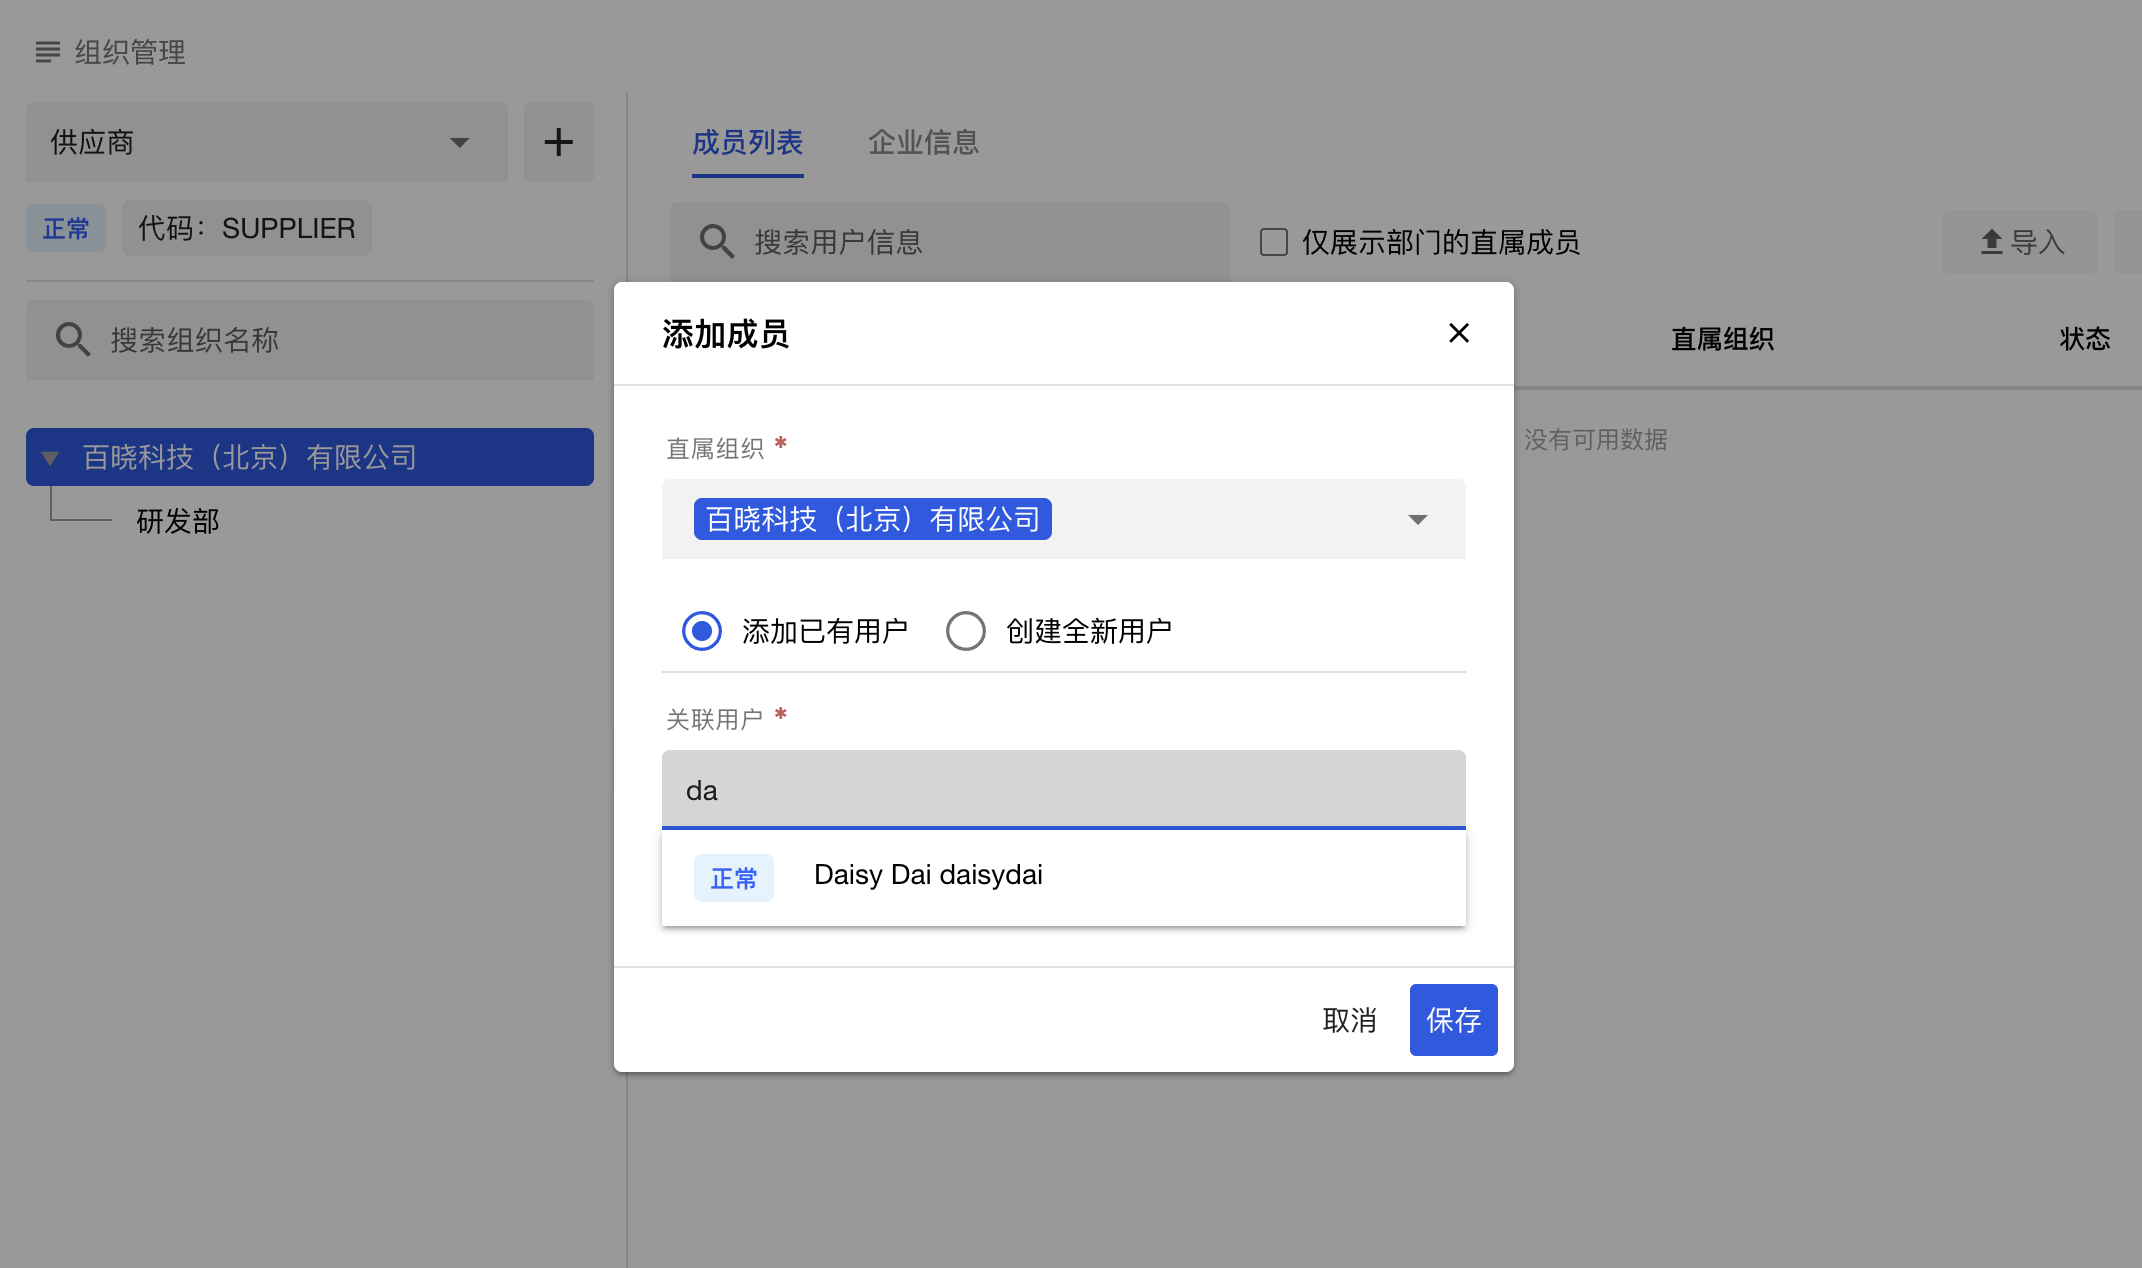 组织管理
供应商
正常
代码：SUPPLIER
搜索组织名称
百晓科技（北京）有限公司
研发部
成员列表
企业信息
搜索用户信息
仅展示部门的直属成员
导入
直属组织
状态
没有可用数据
添加成员
直属组织 *
百晓科技（北京）有限公司
添加已有用户
创建全新用户
关联用户 *
da
正常
Daisy Dai daisydai
取消
保存